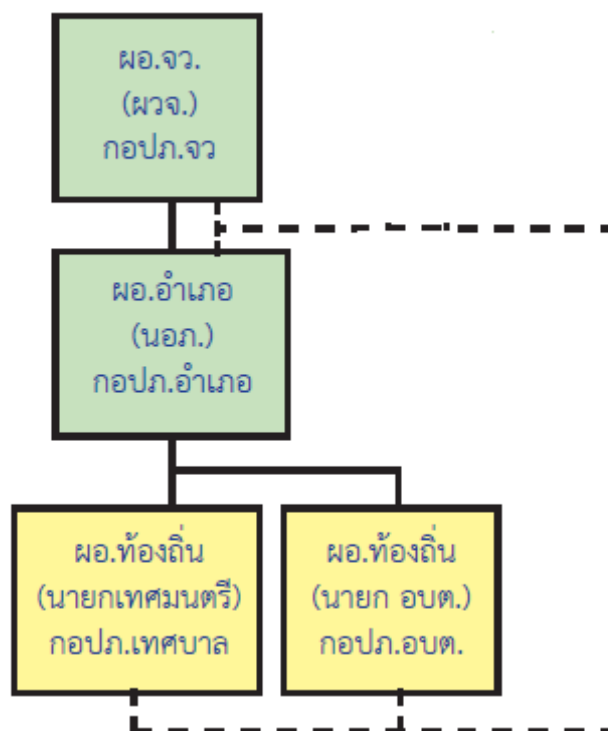 ผอ.จว.
(ผวจ.)
กอปภ.จว
ผอ.อำเภอ
(นอภ.)
กอปภ.อำเภอ
ผอ.ท้องถิ่น
(นายกเทศมนตรี)
กอปภ.เทศบาล
ผอ.ท้องถิ่น
(นายก อบต.)
กอปภ.อบต.